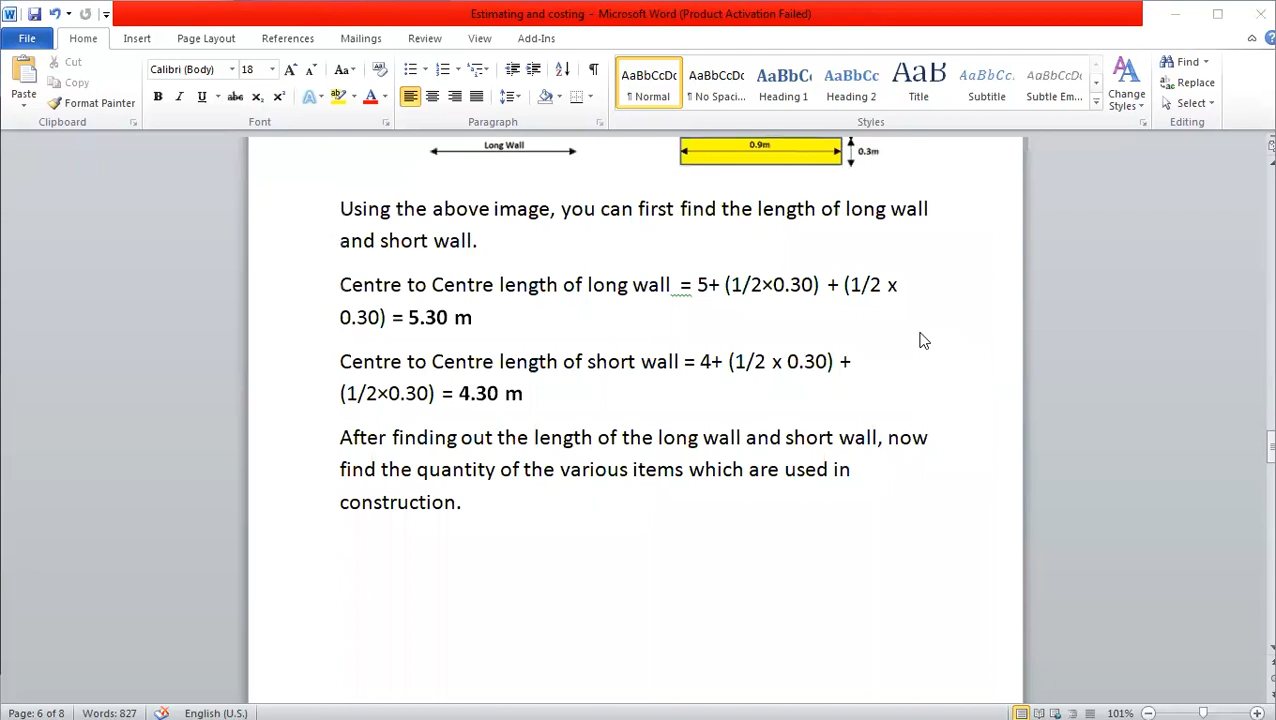 Estimating and costing - Microsoft Word (Product Activation Failed)
File Home Insert Page Layout References Mailings Review View Add-Ins
Paste Cut Copy Format Painter
Calibri (Body) 18
AaBbCcDc AaBbCcDc AaBbC AaBbCc AaB AaBbCc. AaBbCcDc
¶ Normal ¶ No Spaci... Heading 1 Heading 2 Title Subtitle Subtle Em...
Change Styles
Find
Replace
Select
Clipboard Font Paragraph Styles Editing
Long Wall 0.9m 0.3m
Using the above image, you can first find the length of long wall
and short wall.
Centre to Centre length of long wall = 5+ (1/2×0.30) + (1/2 x
0.30) = 5.30 m
Centre to Centre length of short wall = 4+ (1/2 x 0.30) +
(1/2×0.30) = 4.30 m
After finding out the length of the long wall and short wall, now
find the quantity of the various items which are used in
construction.
Page: 6 of 8 Words: 827 English (U.S.) 101%